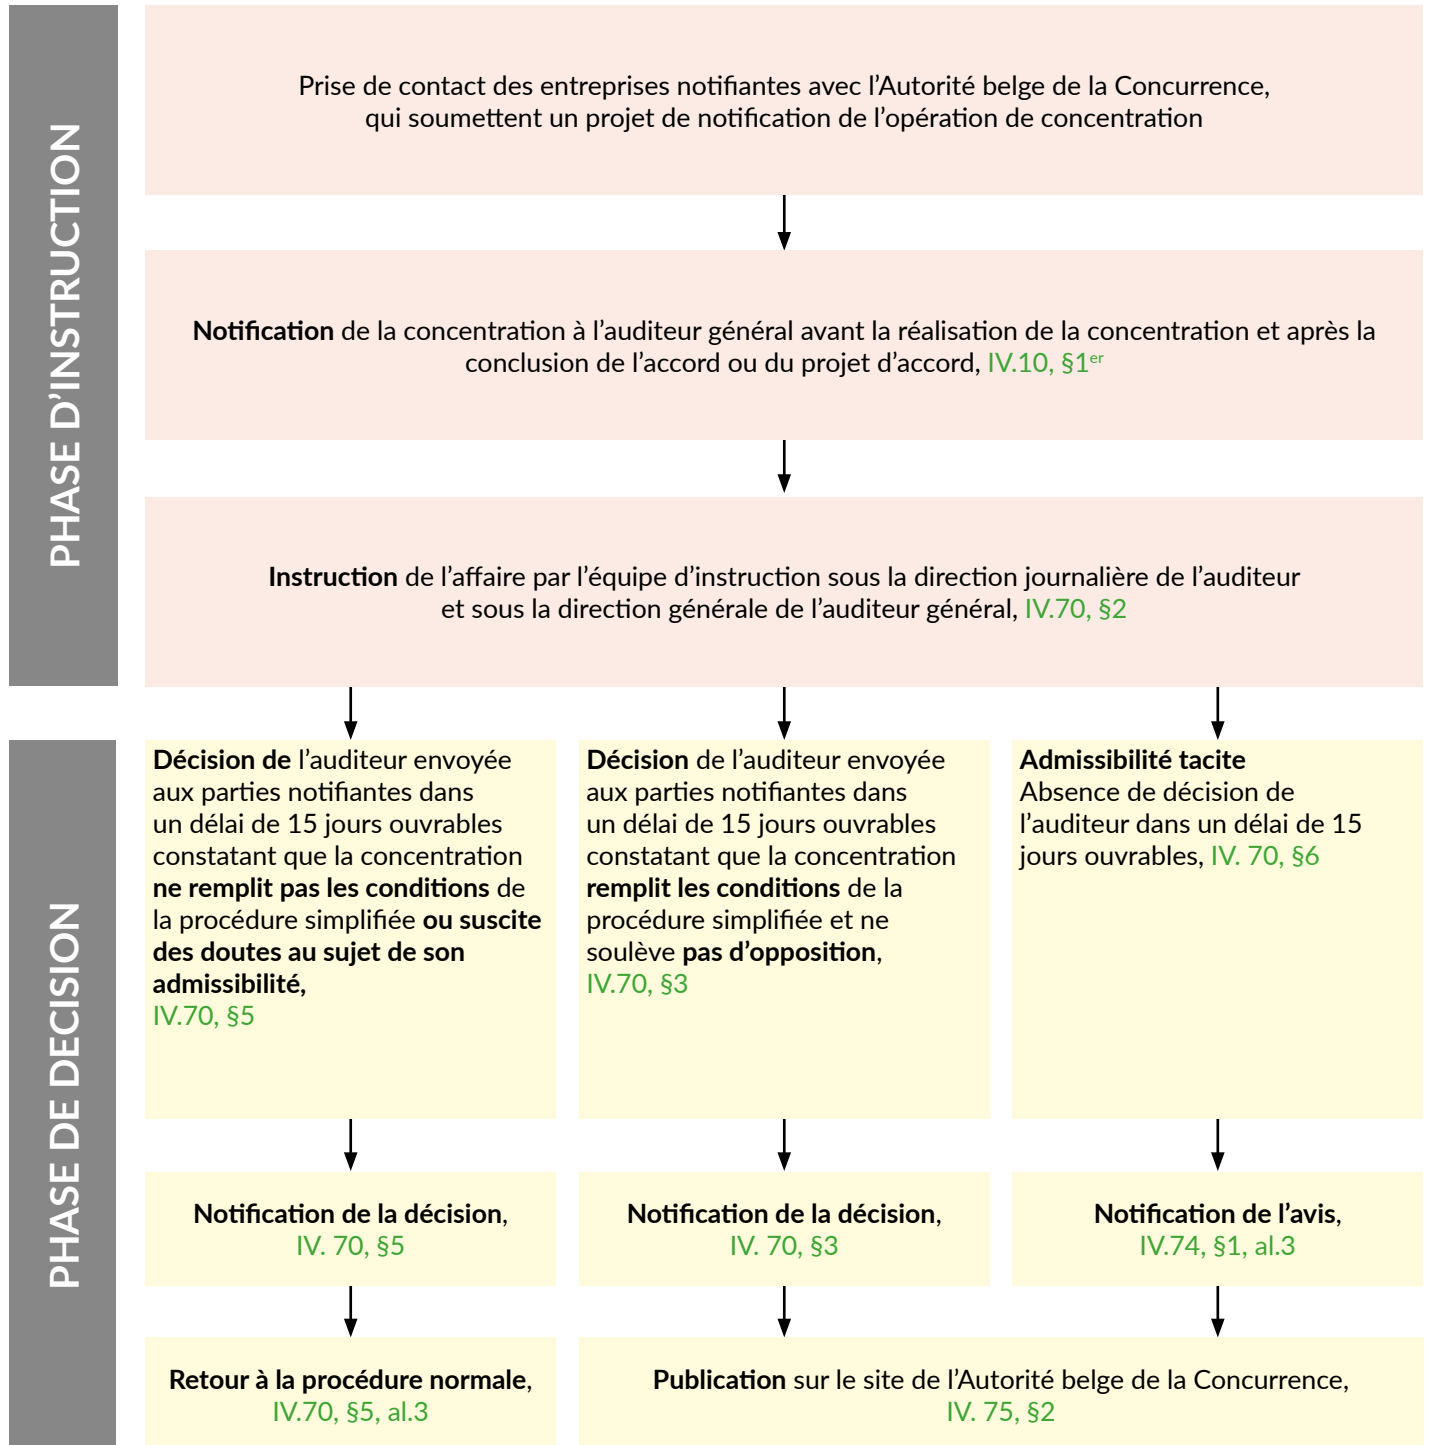 PHASE D’INSTRUCTION
Prise de contact des entreprises notifiantes avec l’Autorité belge de la Concurrence,
qui soumettent un projet de notification de l’opération de concentration
Notification de la concentration à l’auditeur général avant la réalisation de la concentration et après la
conclusion de l’accord ou du projet d’accord, IV.10, §1er
Instruction de l’affaire par l’équipe d’instruction sous la direction journalière de l’auditeur
et sous la direction générale de l’auditeur général, IV.70, §2
PHASE DE DECISION
Décision de l’auditeur envoyée
aux parties notifiantes dans
un délai de 15 jours ouvrables
constatant que la concentration
ne remplit pas les conditions de
la procédure simplifiée ou suscite
des doutes au sujet de son
admissibilité,
IV.70, §5
Décision de l’auditeur envoyée
aux parties notifiantes dans
un délai de 15 jours ouvrables
constatant que la concentration
remplit les conditions de la
procédure simplifiée et ne
soulève pas d’opposition,
IV.70, §3
Admissibilité tacite
Absence de décision de
l’auditeur dans un délai de 15
jours ouvrables, IV. 70, §6
Notification de la décision,
IV. 70, §5
Notification de la décision,
IV. 70, §3
Notification de l’avis,
IV.74, §1, al.3
Retour à la procédure normale,
IV.70, §5, al.3
Publication sur le site de l’Autorité belge de la Concurrence,
IV. 75, §2